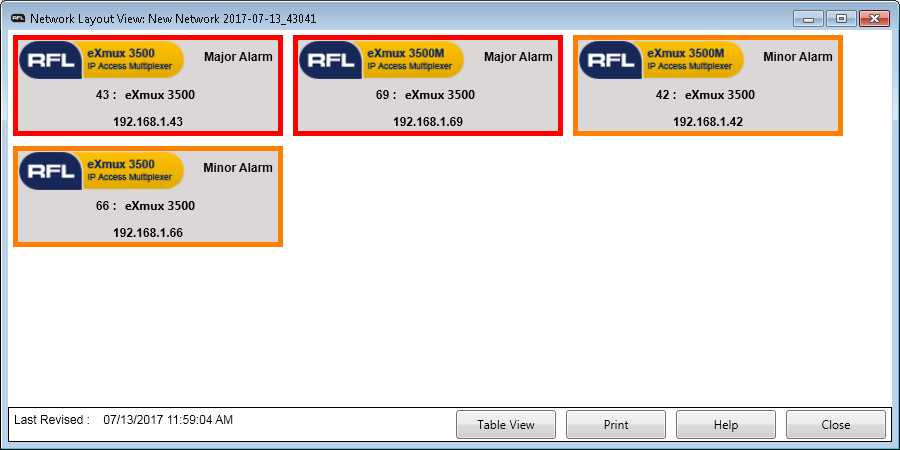 RFL Network Layout View: New Network 2017-07-13_43041
RFL eXmux 3500 IP Access Multiplexer Major Alarm
43 : eXmux 3500
192.168.1.43
RFL eXmux 3500M IP Access Multiplexer Major Alarm
69 : eXmux 3500
192.168.1.69
RFL eXmux 3500M IP Access Multiplexer Minor Alarm
42 : eXmux 3500
192.168.1.42
RFL eXmux 3500 IP Access Multiplexer Minor Alarm
66 : eXmux 3500
192.168.1.66
Last Revised : 07/13/2017 11:59:04 AM
Table View Print Help Close